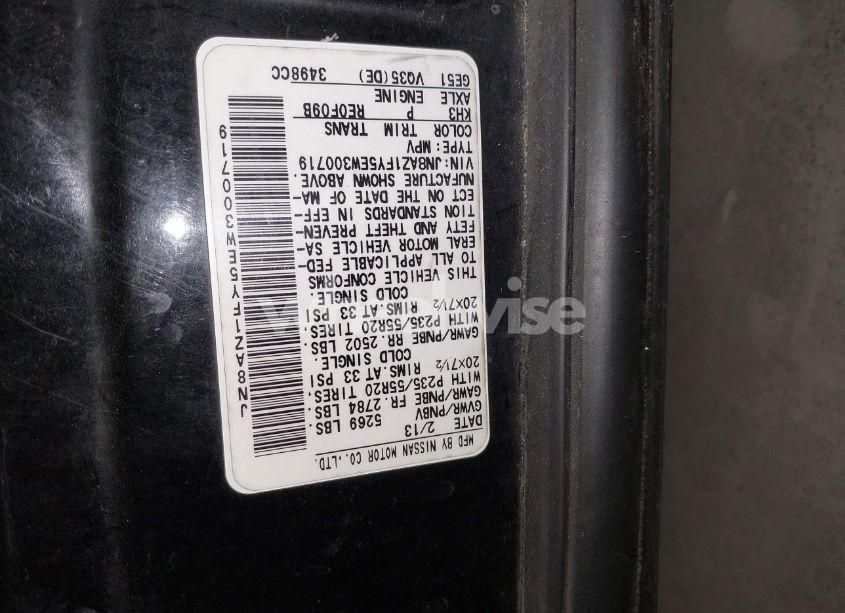 MFD BY NISSAN MOTOR CO.,LTD.
DATE 2/13
GVWR/PNBV 5269 LBS.
GAWR/PNBE FR. 2784 LBS.
WITH P235/55R20 TIRES,
20x7½ RIMS.AT 33 PSI
COLD SINGLE.
GAWR/PNBE RR. 2502 LBS.
WITH P235/55R20 TIRES,
20x7½ RIMS.AT 33 PSI
COLD SINGLE.
THIS VEHICLE CONFORMS
TO ALL APPLICABLE FED-
ERAL MOTOR VEHICLE SA-
FETY AND THEFT PREVEN-
TION STANDARDS IN EFF-
ECT ON THE DATE OF MA-
NUFACTURE SHOWN ABOVE.
VIN:JN8AZ1FY5EW300719
TYPE:MPV
COLOR TRIM TRANS
KH3 P RE0F09B
AXLE ENGINE
GE51 VQ35(DE) 3498CC
JN8AZ1FY5EW300719